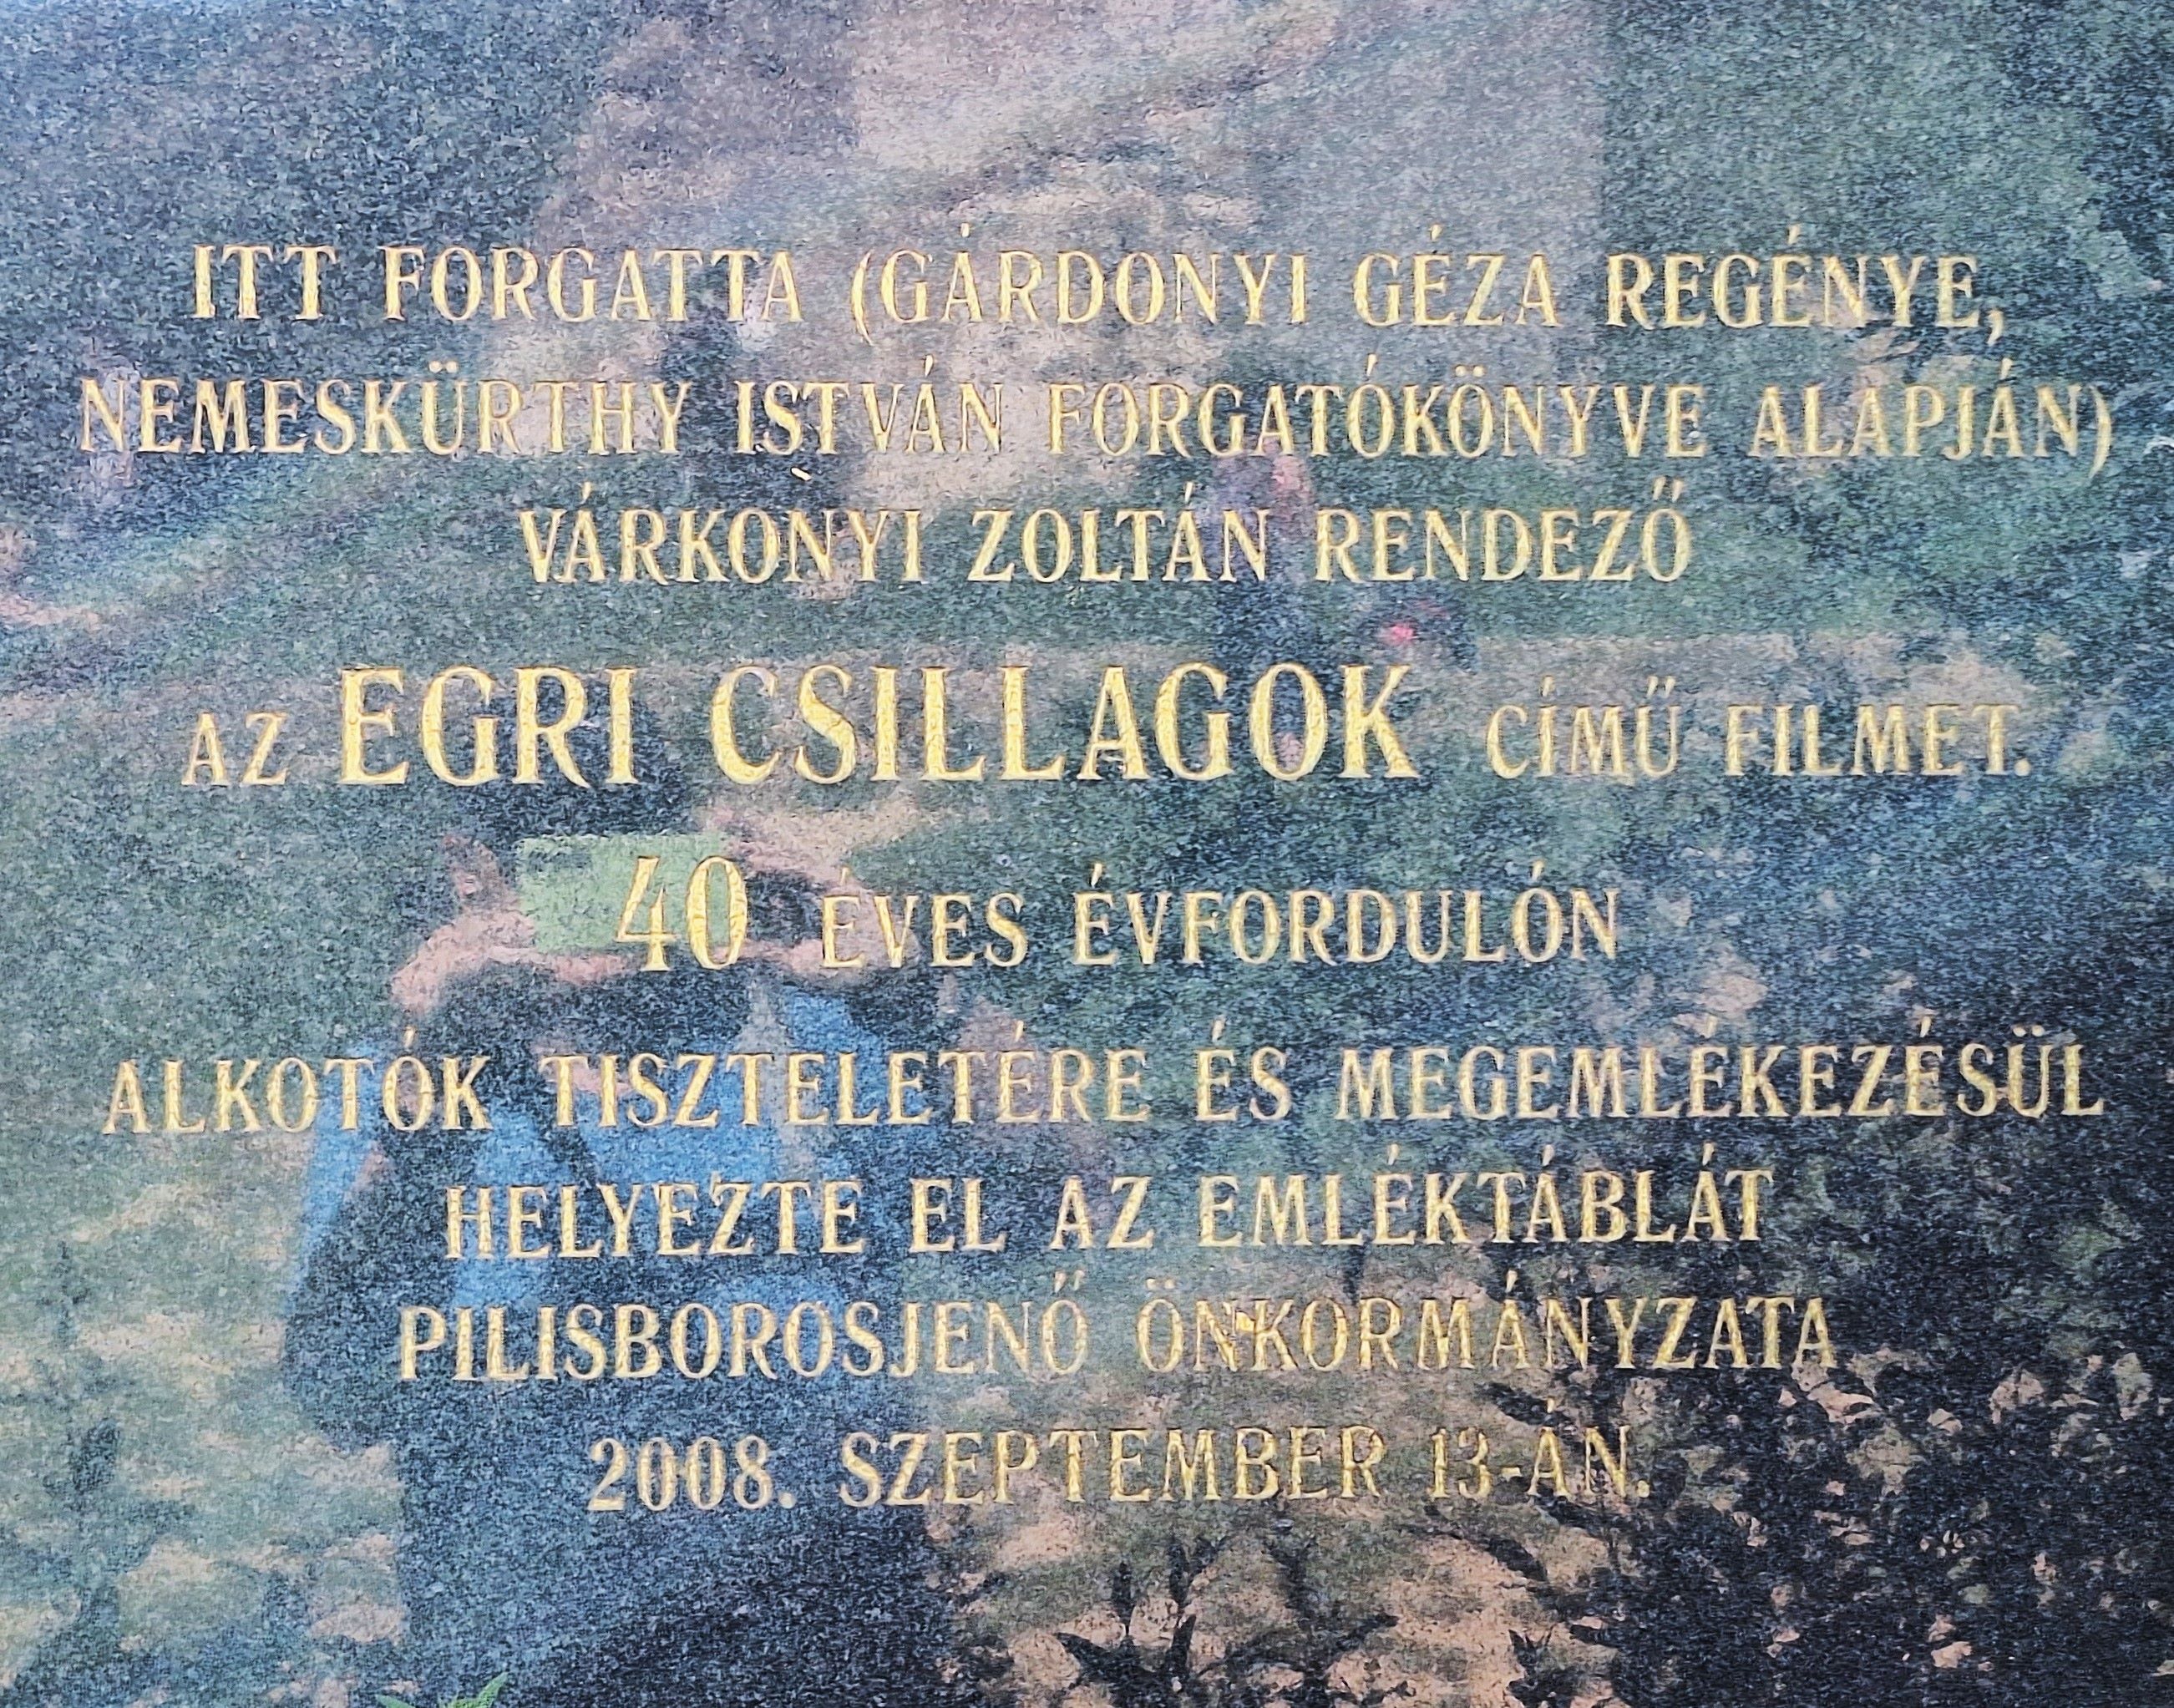 ITT FORGATTA (GÁRDONYI GÉZA REGÉNYE,
NEMESKÜRTHY ISTVÁN FORGATÓKÖNYVE ALAPJÁN)
VÁRKONYI ZOLTÁN RENDEZŐ
AZ EGRI CSILLAGOK CÍMŰ FILMET.
40 ÉVES ÉVFORDULÓN
ALKOTÓK TISZTELETÉRE ÉS MEGEMLÉKEZÉSÜL
HELYEZTE EL AZ EMLÉKTÁBLÁT
PILISBOROSJENŐ ÖNKORMÁNYZATA
2008. SZEPTEMBER 13-ÁN.